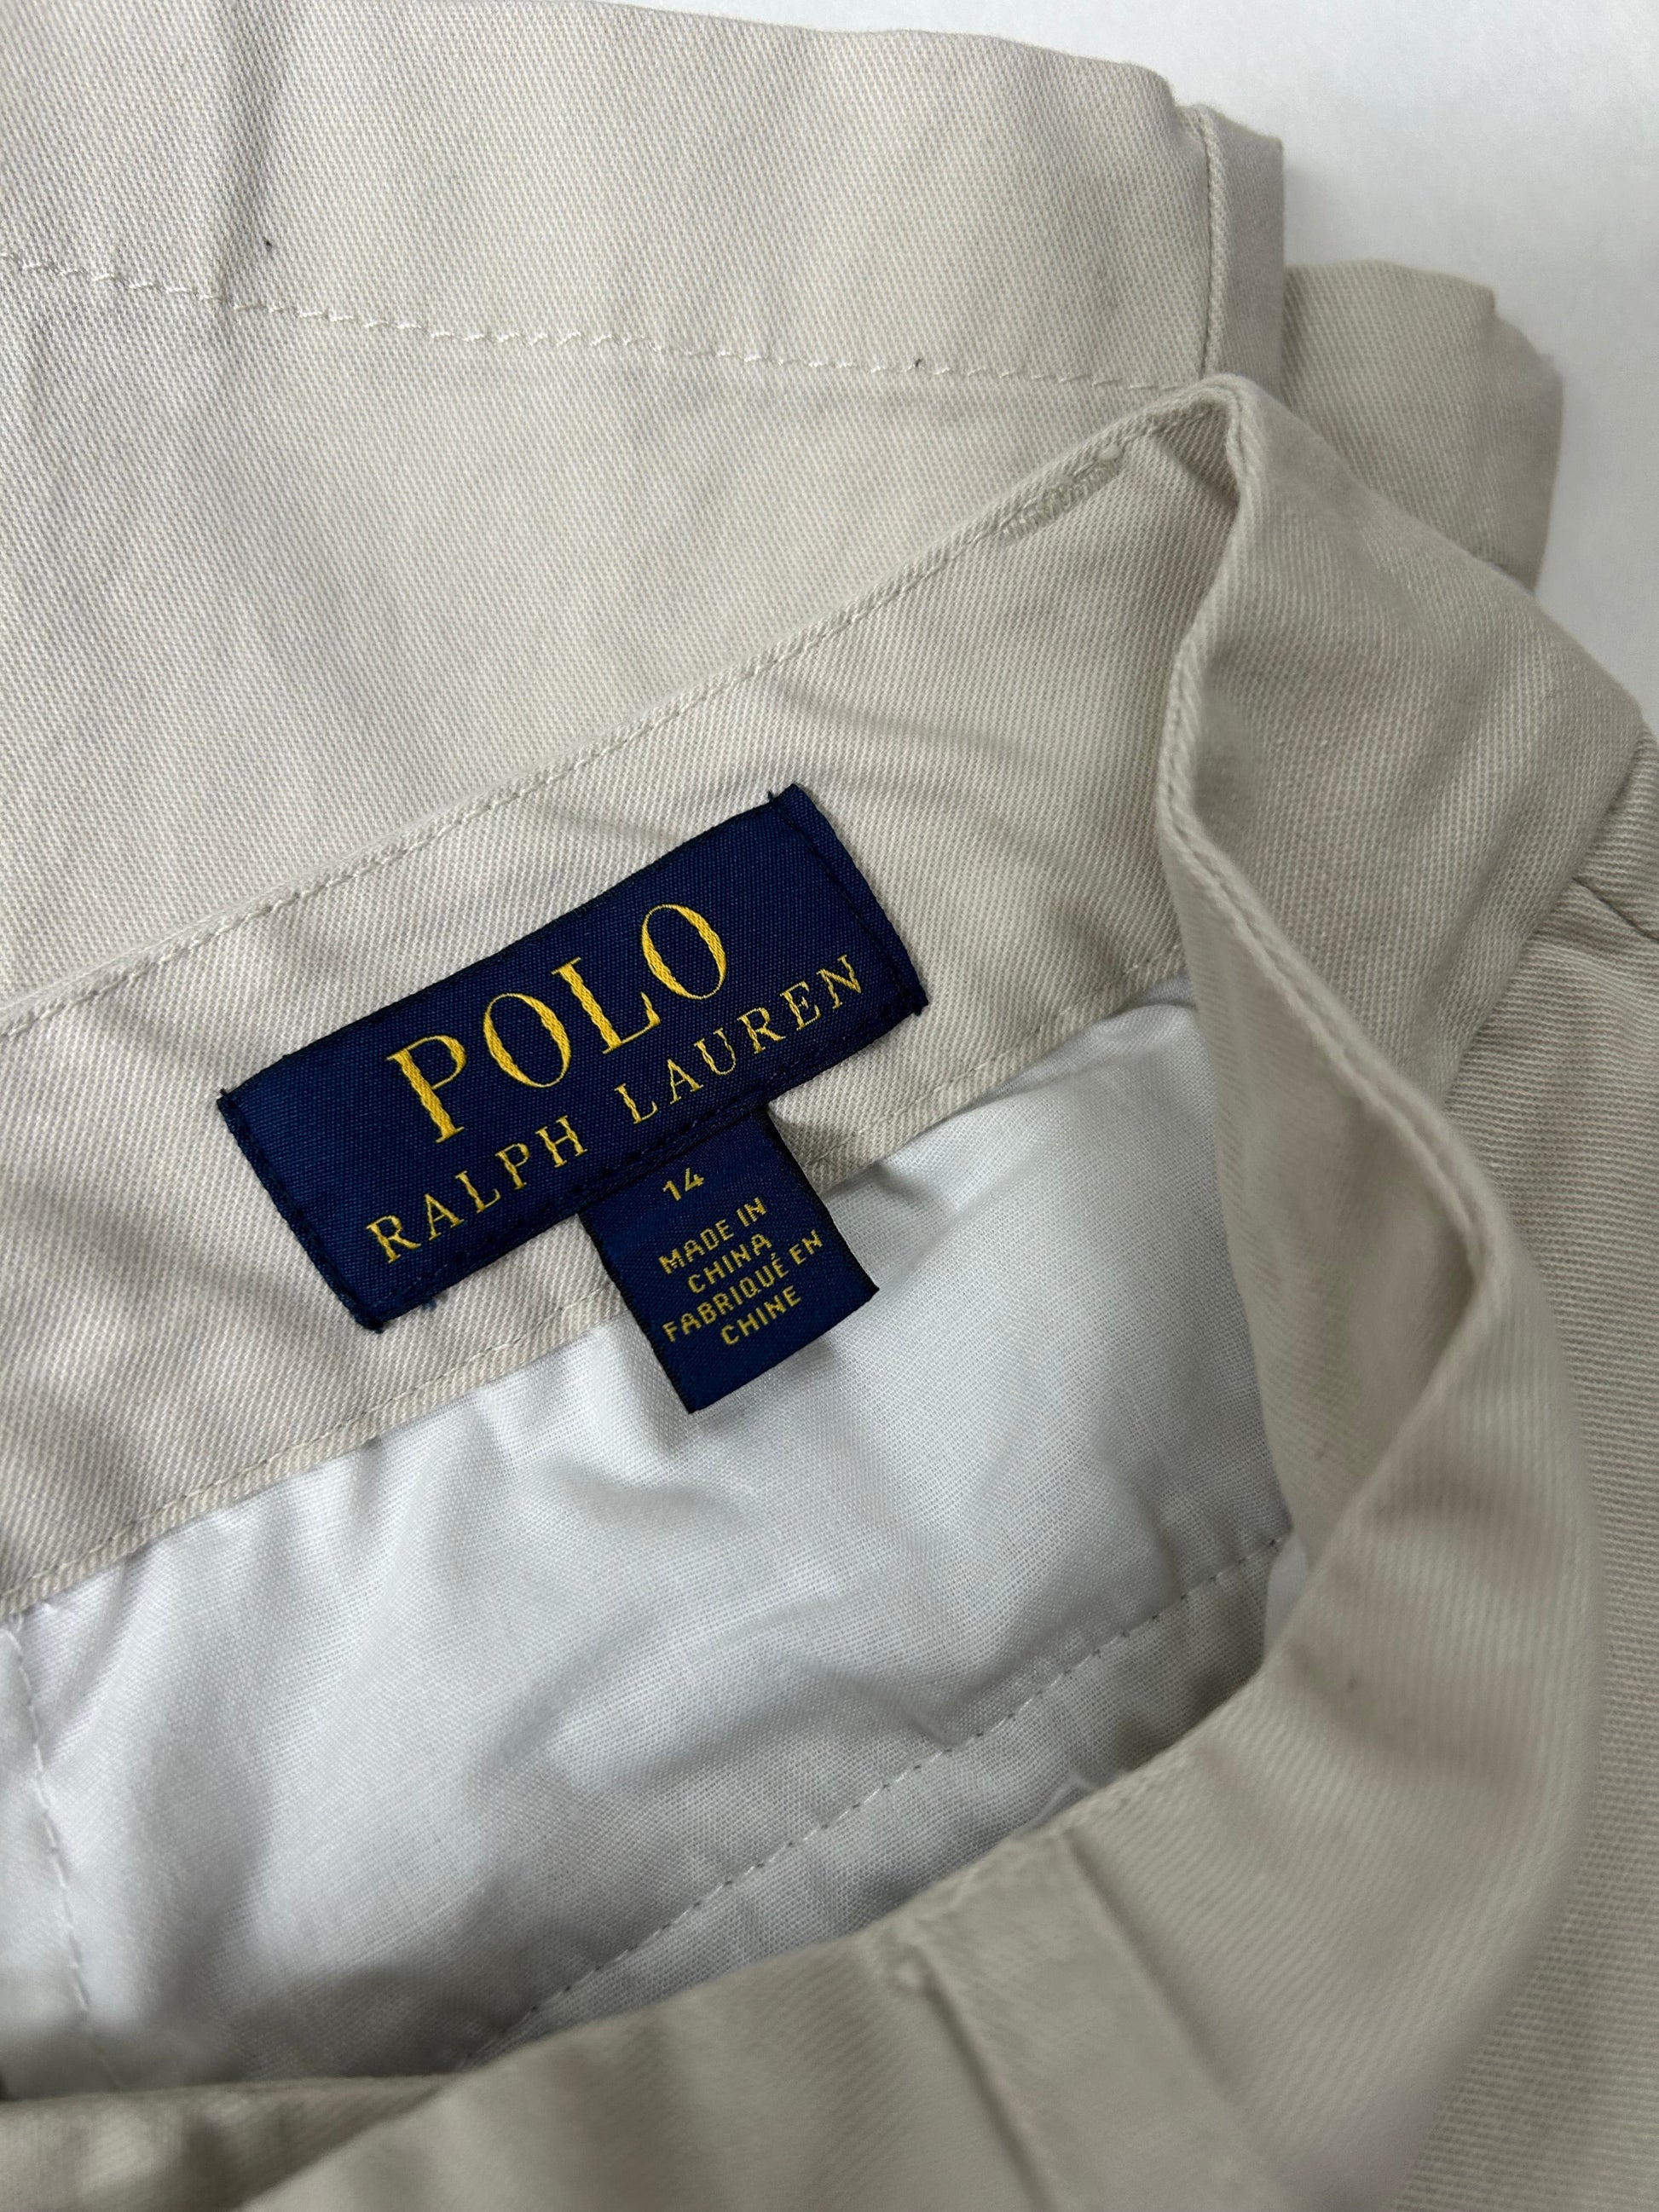 POLO
RALPH LAUREN
14
MADE IN
CHINA
FABRIQUÉ EN
CHINE